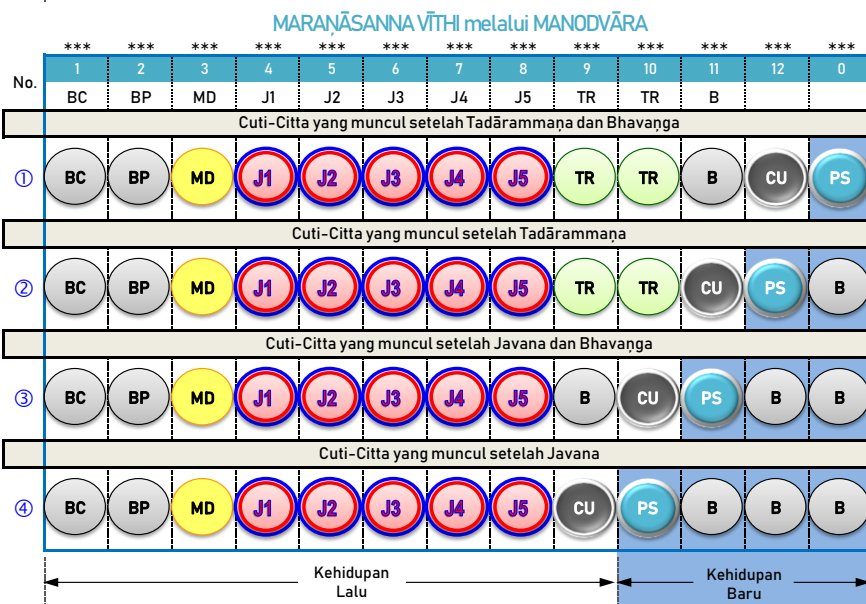 MARAṆĀSANNA VĪTHI melalui MANODVĀRA
*** *** *** *** *** *** *** *** *** *** *** *** ***
No. 1 2 3 4 5 6 7 8 9 10 11 12 0
BC BP MD J1 J2 J3 J4 J5 TR TR B
Cuti-Citta yang muncul setelah Tadārammaṇa dan Bhavaṇga
① BC BP MD J1 J2 J3 J4 J5 TR TR B CU PS
Cuti-Citta yang muncul setelah Tadārammaṇa
② BC BP MD J1 J2 J3 J4 J5 TR TR CU PS B
Cuti-Citta yang muncul setelah Javana dan Bhavaṇga
③ BC BP MD J1 J2 J3 J4 J5 B CU PS B B
Cuti-Citta yang muncul setelah Javana
④ BC BP MD J1 J2 J3 J4 J5 CU PS B B B
Kehidupan Lalu
Kehidupan Baru